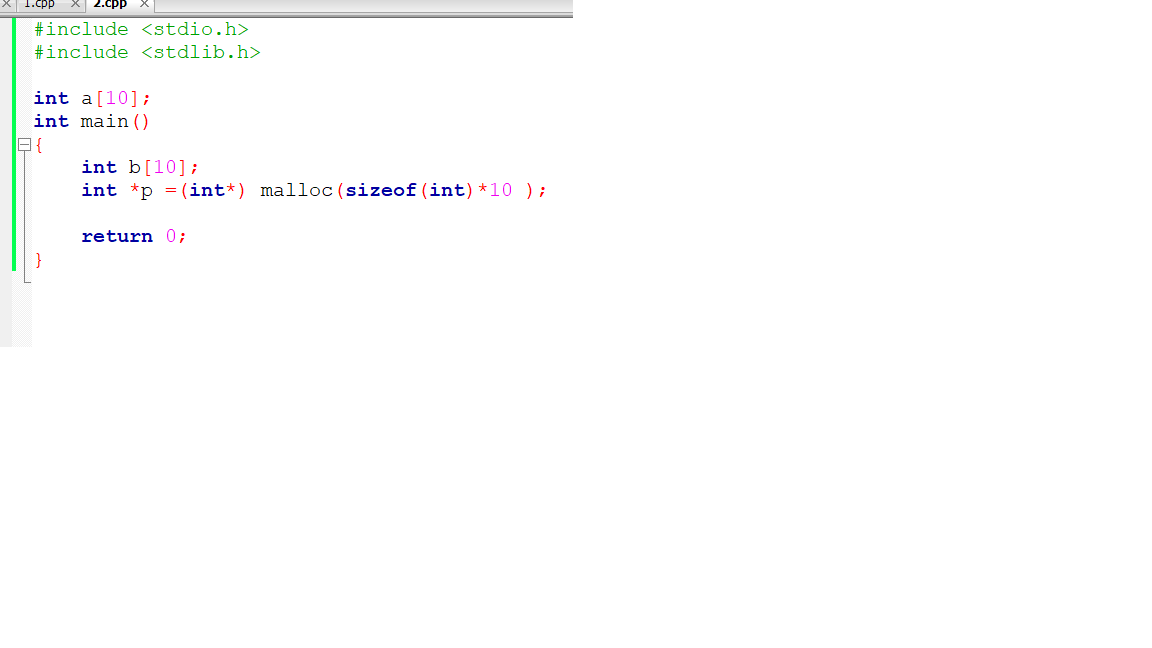 1.cpp 2.cpp
#include <stdio.h>
#include <stdlib.h>
int a[10];
int main()
{
    int b[10];
    int *p =(int*) malloc(sizeof(int)*10 );
    return 0;
}